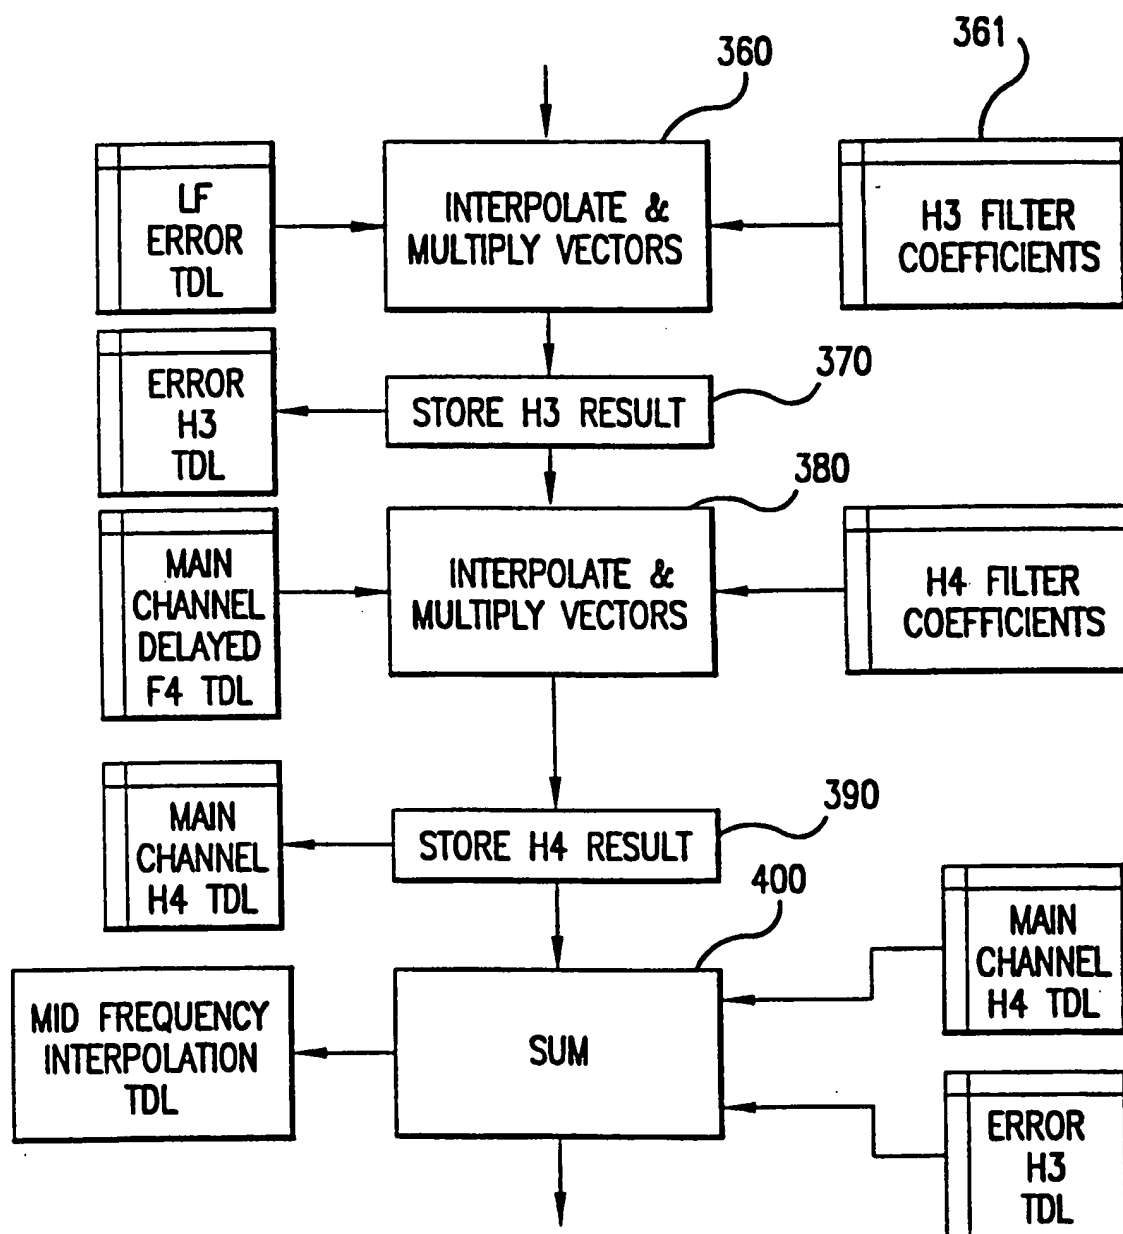 360
361
LF
ERROR
TDL
INTERPOLATE &
MULTIPLY VECTORS
H3 FILTER
COEFFICIENTS
370
ERROR
H3
TDL
STORE H3 RESULT
380
MAIN
CHANNEL
DELAYED
F4 TDL
INTERPOLATE &
MULTIPLY VECTORS
H4 FILTER
COEFFICIENTS
390
MAIN
CHANNEL
H4 TDL
STORE H4 RESULT
400
MAIN
CHANNEL
H4 TDL
MID FREQUENCY
INTERPOLATION
TDL
SUM
ERROR
H3
TDL